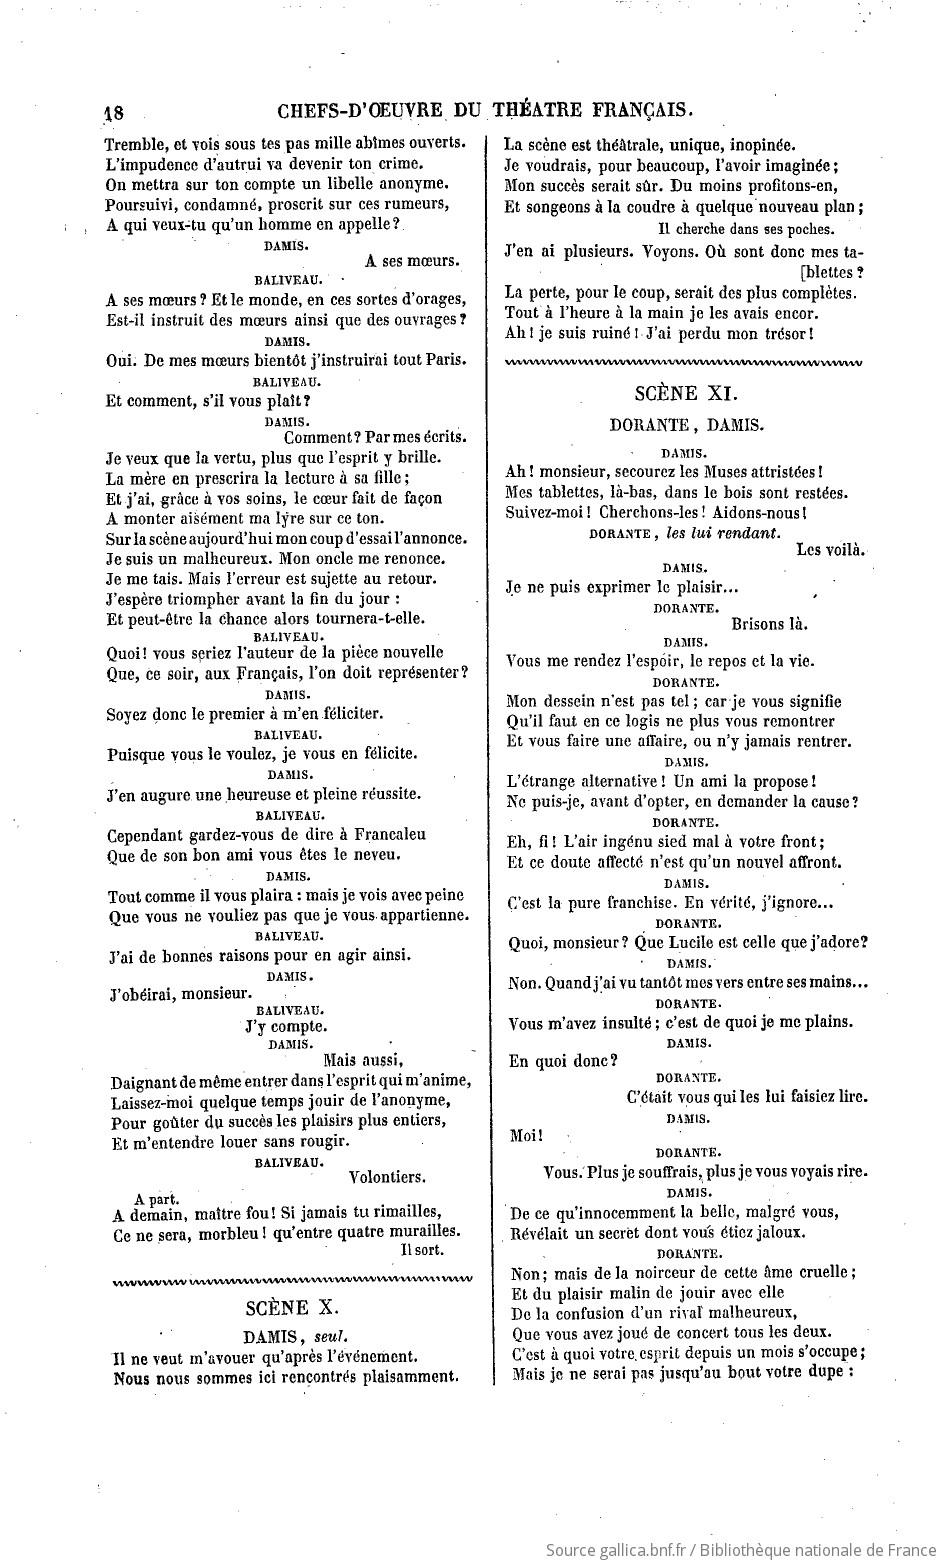 18
CHEFS-D'ŒUVRE DU THÉATRE FRANÇAIS.
Tremble, et vois sous tes pas mille abîmes ouverts.
L'impudence d'autrui va devenir ton crime.
On mettra sur ton compte un libelle anonyme.
Poursuivi, condamné, proscrit sur ces rumeurs,
A qui veux-tu qu'un homme en appelle?
DAMIS.
A ses mœurs.
BALIVEAU.
A ses mœurs? Et le monde, en ces sortes d'orages,
Est-il instruit des mœurs ainsi que des ouvrages?
DAMIS.
Oui. De mes mœurs bientôt j'instruirai tout Paris.
BALIVEAU.
Et comment, s'il vous plaît?
DAMIS.
Comment? Par mes écrits.
Je veux que la vertu, plus que l'esprit y brille.
La mère en prescrira la lecture à sa fille;
Et j'ai, grâce à vos soins, le cœur fait de façon
A monter aisément ma lyre sur ce ton.
Sur la scène aujourd'hui mon coup d'essai l'annonce.
Je suis un malheureux. Mon oncle me renonce.
Je me tais. Mais l'erreur est sujette au retour.
J'espère triompher avant la fin du jour :
Et peut-être la chance alors tournera-t-elle.
BALIVEAU.
Quoi! vous seriez l'auteur de la pièce nouvelle
Que, ce soir, aux Français, l'on doit représenter?
DAMIS.
Soyez donc le premier à m'en féliciter.
BALIVEAU.
Puisque vous le voulez, je vous en félicite.
DAMIS.
J'en augure une heureuse et pleine réussite.
BALIVEAU.
Cependant gardez-vous de dire à Francaleu
Que de son bon ami vous êtes le neveu.
DAMIS.
Tout comme il vous plaira : mais je vois avec peine
Que vous ne vouliez pas que je vous appartienne.
BALIVEAU.
J'ai de bonnes raisons pour en agir ainsi.
DAMIS.
J'obéirai, monsieur.
BALIVEAU.
J'y compte.
DAMIS.
Mais aussi,
Daignant de même entrer dans l'esprit qui m'anime,
Laissez-moi quelque temps jouir de l'anonyme,
Pour goûter du succès les plaisirs plus entiers,
Et m'entendre louer sans rougir.
BALIVEAU.
Volontiers.
A part.
A demain, maître fou! Si jamais tu rimailles,
Ce ne sera, morbleu! qu'entre quatre murailles.
Il sort.
SCÈNE X.
DAMIS, seul.
Il ne veut m'avouer qu'après l'événement.
Nous nous sommes ici rencontrés plaisamment.
La scène est théâtrale, unique, inopinée.
Je voudrais, pour beaucoup, l'avoir imaginée;
Mon succès serait sûr. Du moins profitons-en,
Et songeons à la coudre à quelque nouveau plan;
Il cherche dans ses poches.
J'en ai plusieurs. Voyons. Où sont donc mes ta-
[blettes?
La perte, pour le coup, serait des plus complètes.
Tout à l'heure à la main je les avais encor.
Ah! je suis ruiné! J'ai perdu mon trésor!
SCÈNE XI.
DORANTE, DAMIS.
DAMIS.
Ah! monsieur, secourez les Muses attristées!
Mes tablettes, là-bas, dans le bois sont restées.
Suivez-moi! Cherchons-les! Aidons-nous!
DORANTE, les lui rendant.
Les voilà.
DAMIS.
Je ne puis exprimer le plaisir...
DORANTE.
Brisons là.
DAMIS.
Vous me rendez l'espoir, le repos et la vie.
DORANTE.
Mon dessein n'est pas tel; car je vous signifie
Qu'il faut en ce logis ne plus vous remontrer
Et vous faire une affaire, ou n'y jamais rentrer.
DAMIS.
L'étrange alternative! Un ami la propose!
Ne puis-je, avant d'opter, en demander la cause?
DORANTE.
Eh, fi! L'air ingénu sied mal à votre front;
Et ce doute affecté n'est qu'un nouvel affront.
DAMIS.
C'est la pure franchise. En vérité, j'ignore...
DORANTE.
Quoi, monsieur? Que Lucile est celle que j'adore?
DAMIS.
Non. Quand j'ai vu tantôt mes vers entre ses mains...
DORANTE.
Vous m'avez insulté; c'est de quoi je me plains.
DAMIS.
En quoi donc?
DORANTE.
C'était vous qui les lui faisiez lire.
DAMIS.
Moi!
DORANTE.
Vous. Plus je souffrais, plus je vous voyais rire.
DAMIS.
De ce qu'innocemment la belle, malgré vous,
Révélait un secret dont vous étiez jaloux.
DORANTE.
Non; mais de la noirceur de cette âme cruelle;
Et du plaisir malin de jouir avec elle
De la confusion d'un rival malheureux,
Que vous avez joué de concert tous les deux.
C'est à quoi votre esprit depuis un mois s'occupe;
Mais je ne serai pas jusqu'au bout votre dupe :
Source gallica.bnf.fr / Bibliothèque nationale de France